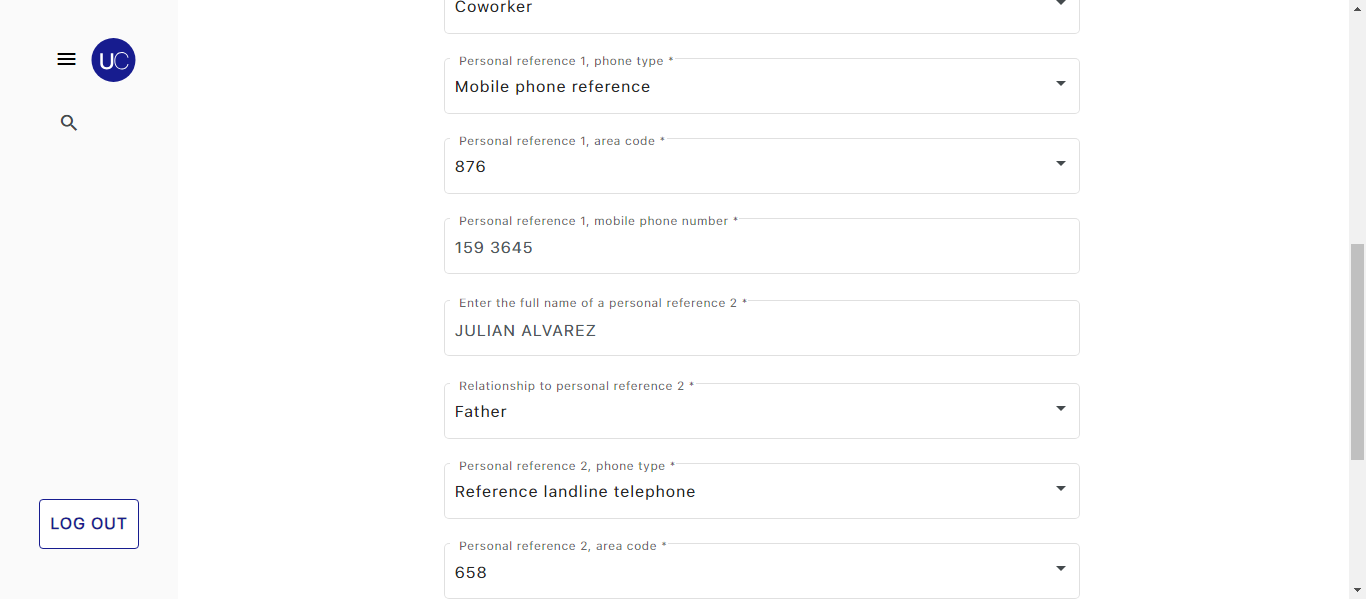 Coworker
UC
Personal reference 1, phone type *
Mobile phone reference
Personal reference 1, area code *
876
Personal reference 1, mobile phone number *
159 3645
Enter the full name of a personal reference 2 *
JULIAN ALVAREZ
Relationship to personal reference 2 *
Father
Personal reference 2, phone type *
Reference landline telephone
LOG OUT
Personal reference 2, area code *
658